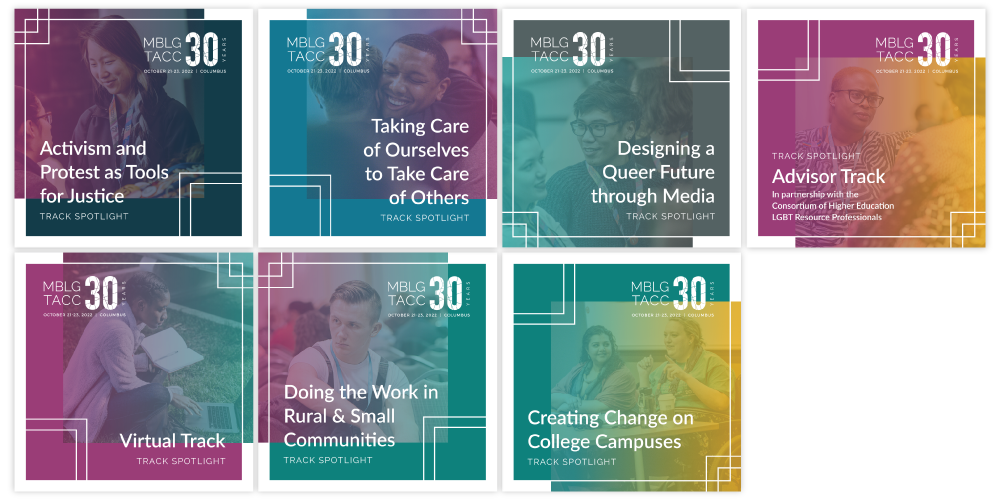 MBLG
TACC
30
YEARS
OCTOBER 21-23, 2022 | COLUMBUS
Activism and
Protest as Tools
for Justice
TRACK SPOTLIGHT
MBLG
TACC
30
YEARS
OCTOBER 21-23, 2022 | COLUMBUS
Taking Care
of Ourselves
to Take Care
of Others
TRACK SPOTLIGHT
MBLG
TACC
30
YEARS
OCTOBER 21-23, 2022 | COLUMBUS
Designing a
Queer Future
through Media
TRACK SPOTLIGHT
MBLG
TACC
30
YEARS
OCTOBER 21-23, 2022 | COLUMBUS
TRACK SPOTLIGHT
Advisor Track
In partnership with the
Consortium of Higher Education
LGBT Resource Professionals
MBLG
TACC
30
YEARS
OCTOBER 21-23, 2022 | COLUMBUS
Virtual Track
TRACK SPOTLIGHT
MBLG
TACC
30
YEARS
OCTOBER 21-23, 2022 | COLUMBUS
Doing the Work in
Rural & Small
Communities
TRACK SPOTLIGHT
MBLG
TACC
30
YEARS
OCTOBER 21-23, 2022 | COLUMBUS
Creating Change on
College Campuses
TRACK SPOTLIGHT